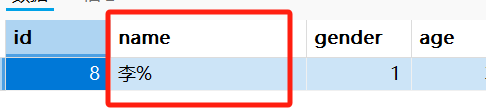 id name gender age
8 李% 1